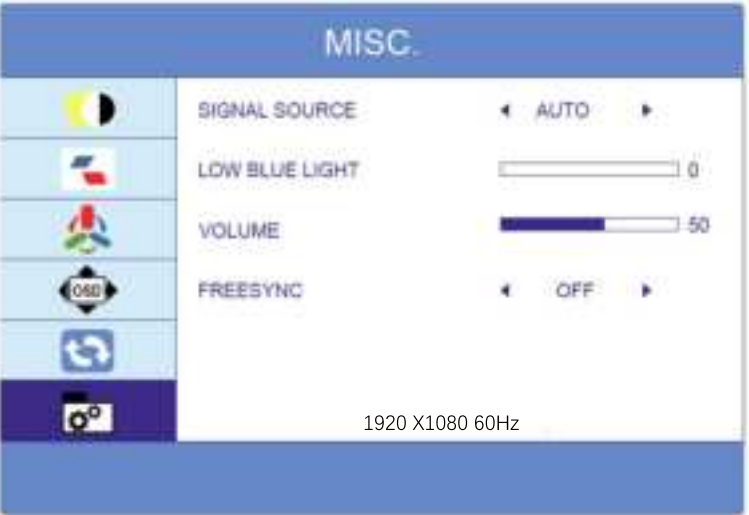 MISC.
SIGNAL SOURCE AUTO
LOW BLUE LIGHT 0
VOLUME 50
OSD
FREESYNC OFF
1920 X1080 60Hz